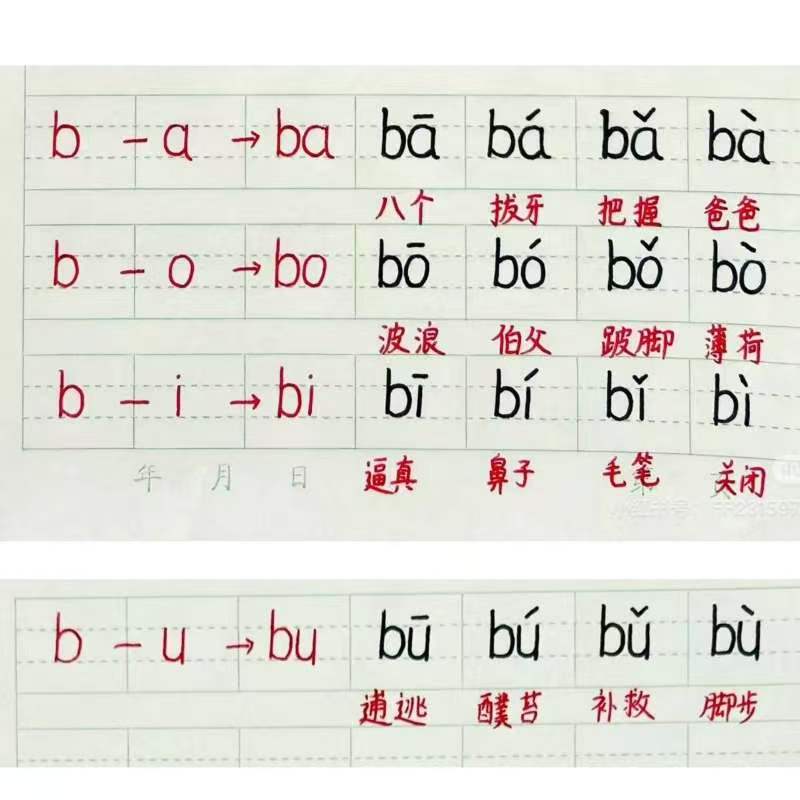 b - a → ba bā bá bǎ bà
八个 拔牙 把握 爸爸
b - o → bo bō bó bǒ bò
波浪 伯父 跛脚 薄荷
b - i → bi bī bí bǐ bì
逼真 鼻子 毛笔 关闭
年 月 日
b - u → bu bū bú bǔ bù
逋逃 醭苔 补救 脚步